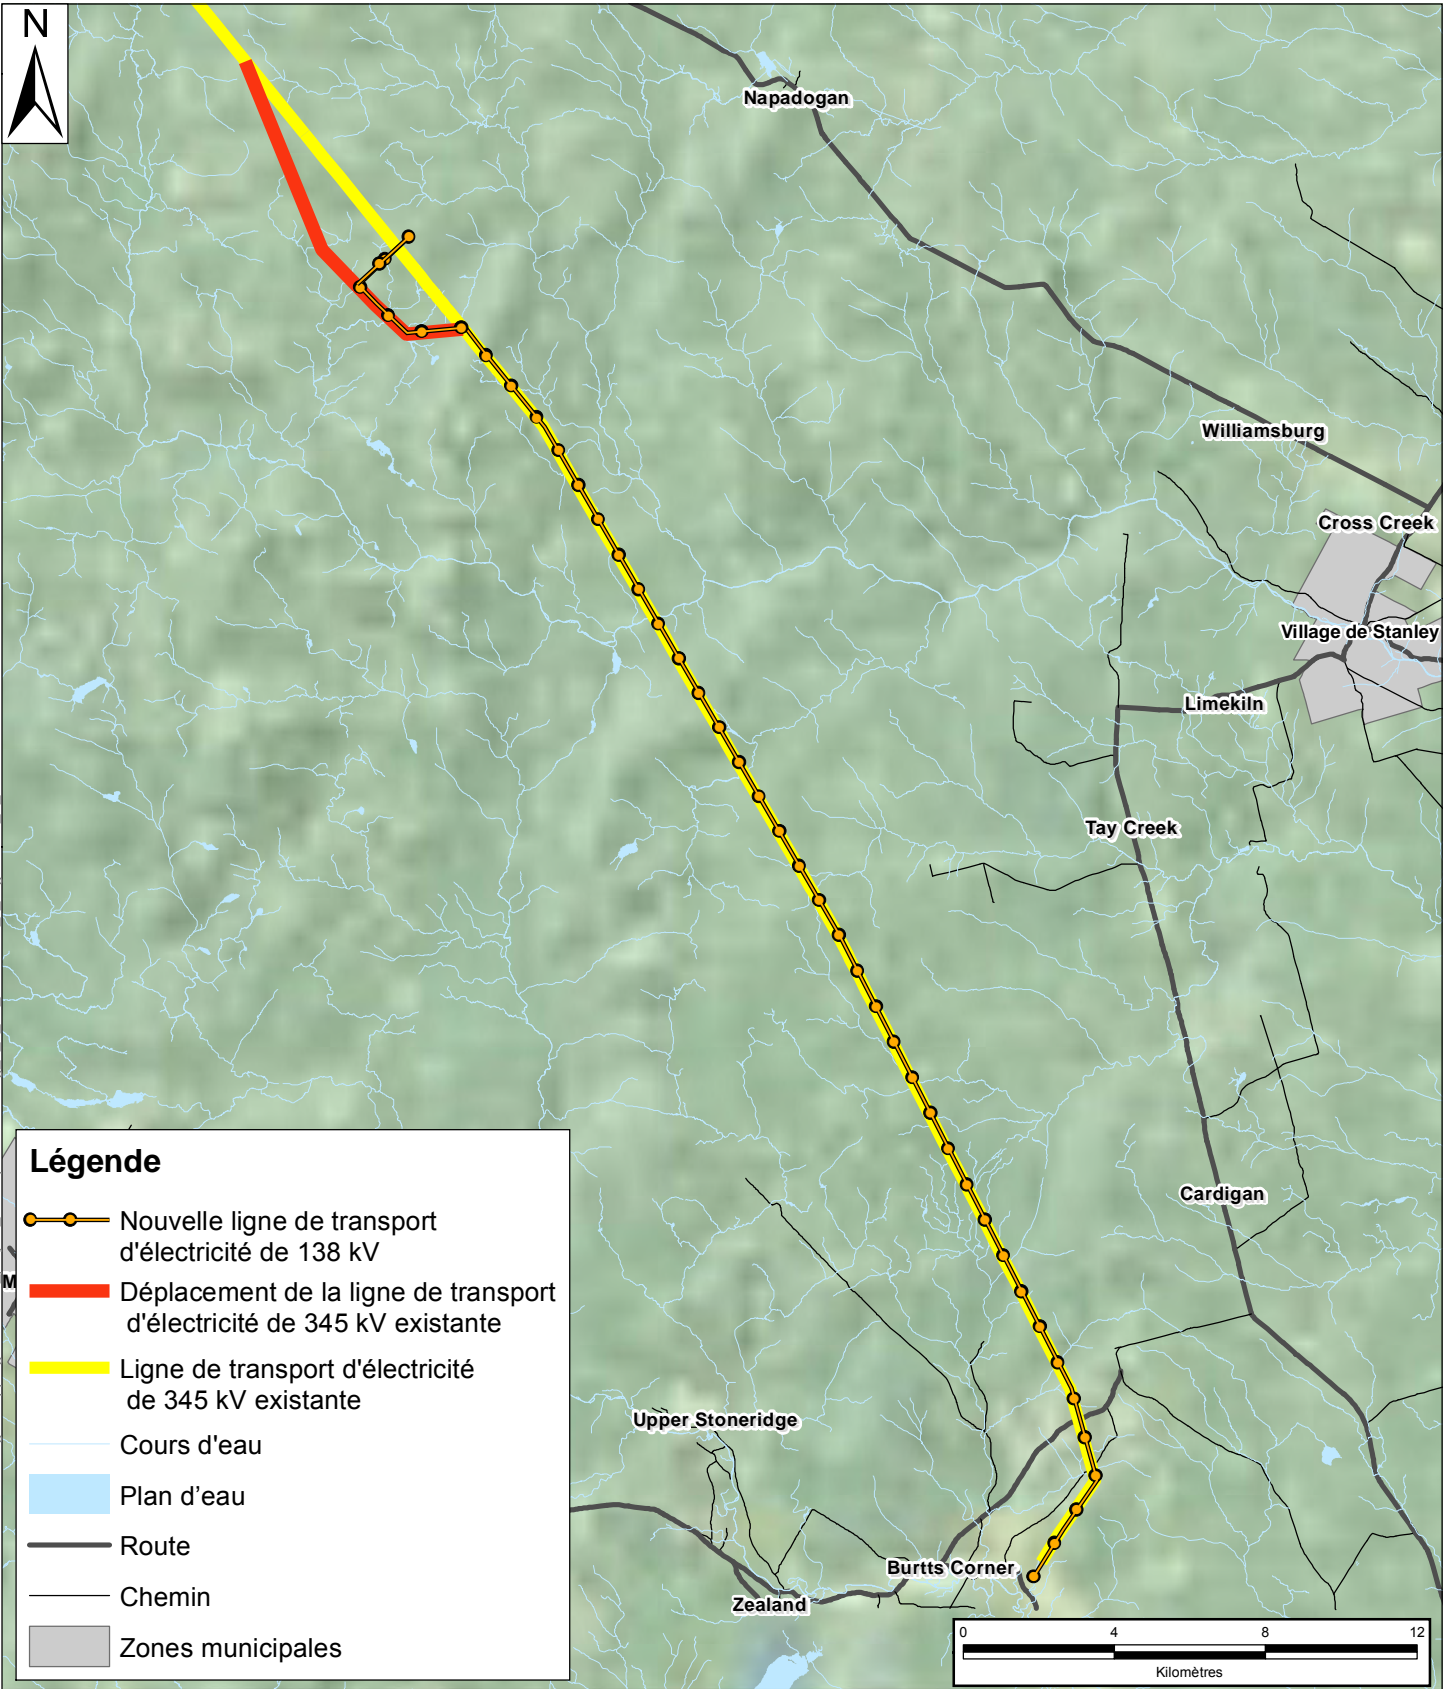 N
Napadogan
Williamsburg
Cross Creek
Village de Stanley
Limekiln
Tay Creek
Cardigan
Upper Stoneridge
Burtts Corner
Zealand
M
Légende
Nouvelle ligne de transport
d'électricité de 138 kV
Déplacement de la ligne de transport
d'électricité de 345 kV existante
Ligne de transport d'électricité
de 345 kV existante
Cours d'eau
Plan d'eau
Route
Chemin
Zones municipales
0 4 8 12
Kilomètres